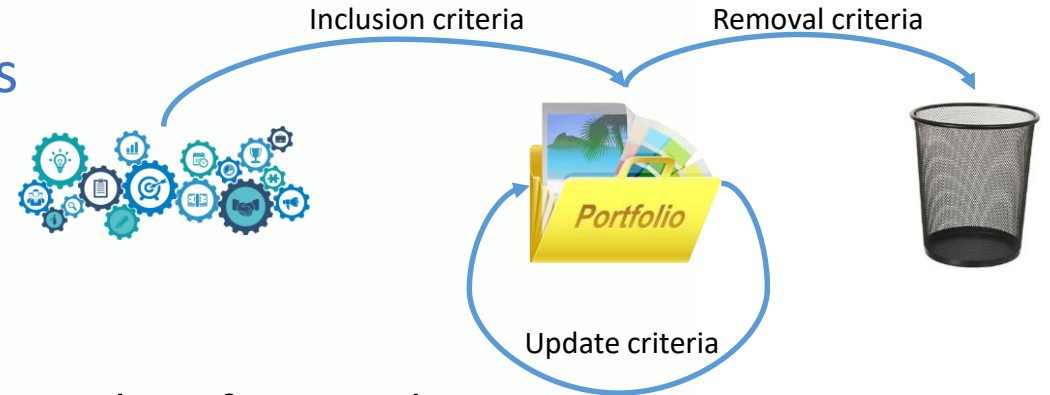 Inclusion criteria
Removal criteria
s
Portfolio
Update criteria